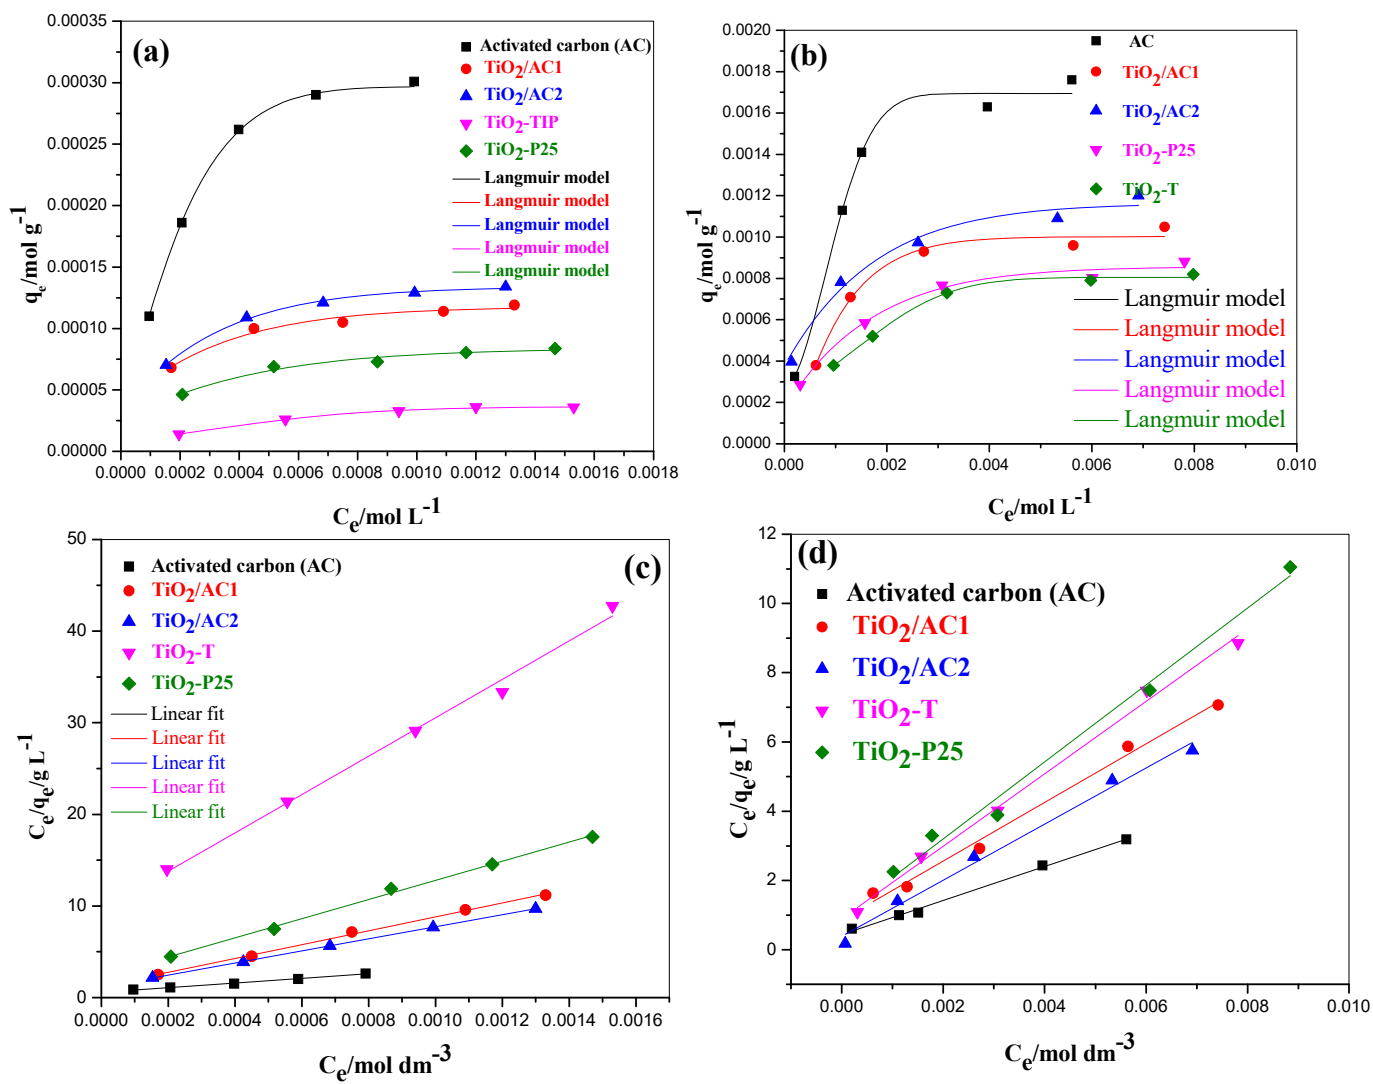 (a)
0.00035
0.00030
0.00025
0.00020
0.00015
0.00010
0.00005
0.00000
qe/mol g-1
Activated carbon (AC)
TiO2/AC1
TiO2/AC2
TiO2-TIP
TiO2-P25
Langmuir model
Langmuir model
Langmuir model
Langmuir model
Langmuir model
0.0000 0.0002 0.0004 0.0006 0.0008 0.0010 0.0012 0.0014 0.0016 0.0018
Ce/mol L-1
(b)
0.0020
0.0018
0.0016
0.0014
0.0012
0.0010
0.0008
0.0006
0.0004
0.0002
0.0000
qe/mol g-1
AC
TiO2/AC1
TiO2/AC2
TiO2-P25
TiO2-T
Langmuir model
Langmuir model
Langmuir model
Langmuir model
Langmuir model
0.000 0.002 0.004 0.006 0.008 0.010
Ce/mol L-1
(c)
50
40
30
20
10
0
Ce/qe/g L-1
Activated carbon (AC)
TiO2/AC1
TiO2/AC2
TiO2-T
TiO2-P25
Linear fit
Linear fit
Linear fit
Linear fit
Linear fit
0.0000 0.0002 0.0004 0.0006 0.0008 0.0010 0.0012 0.0014 0.0016
Ce/mol dm-3
(d)
12
10
8
6
4
2
0
Ce/qe/g L-1
Activated carbon (AC)
TiO2/AC1
TiO2/AC2
TiO2-T
TiO2-P25
0.000 0.002 0.004 0.006 0.008 0.010
Ce/mol dm-3